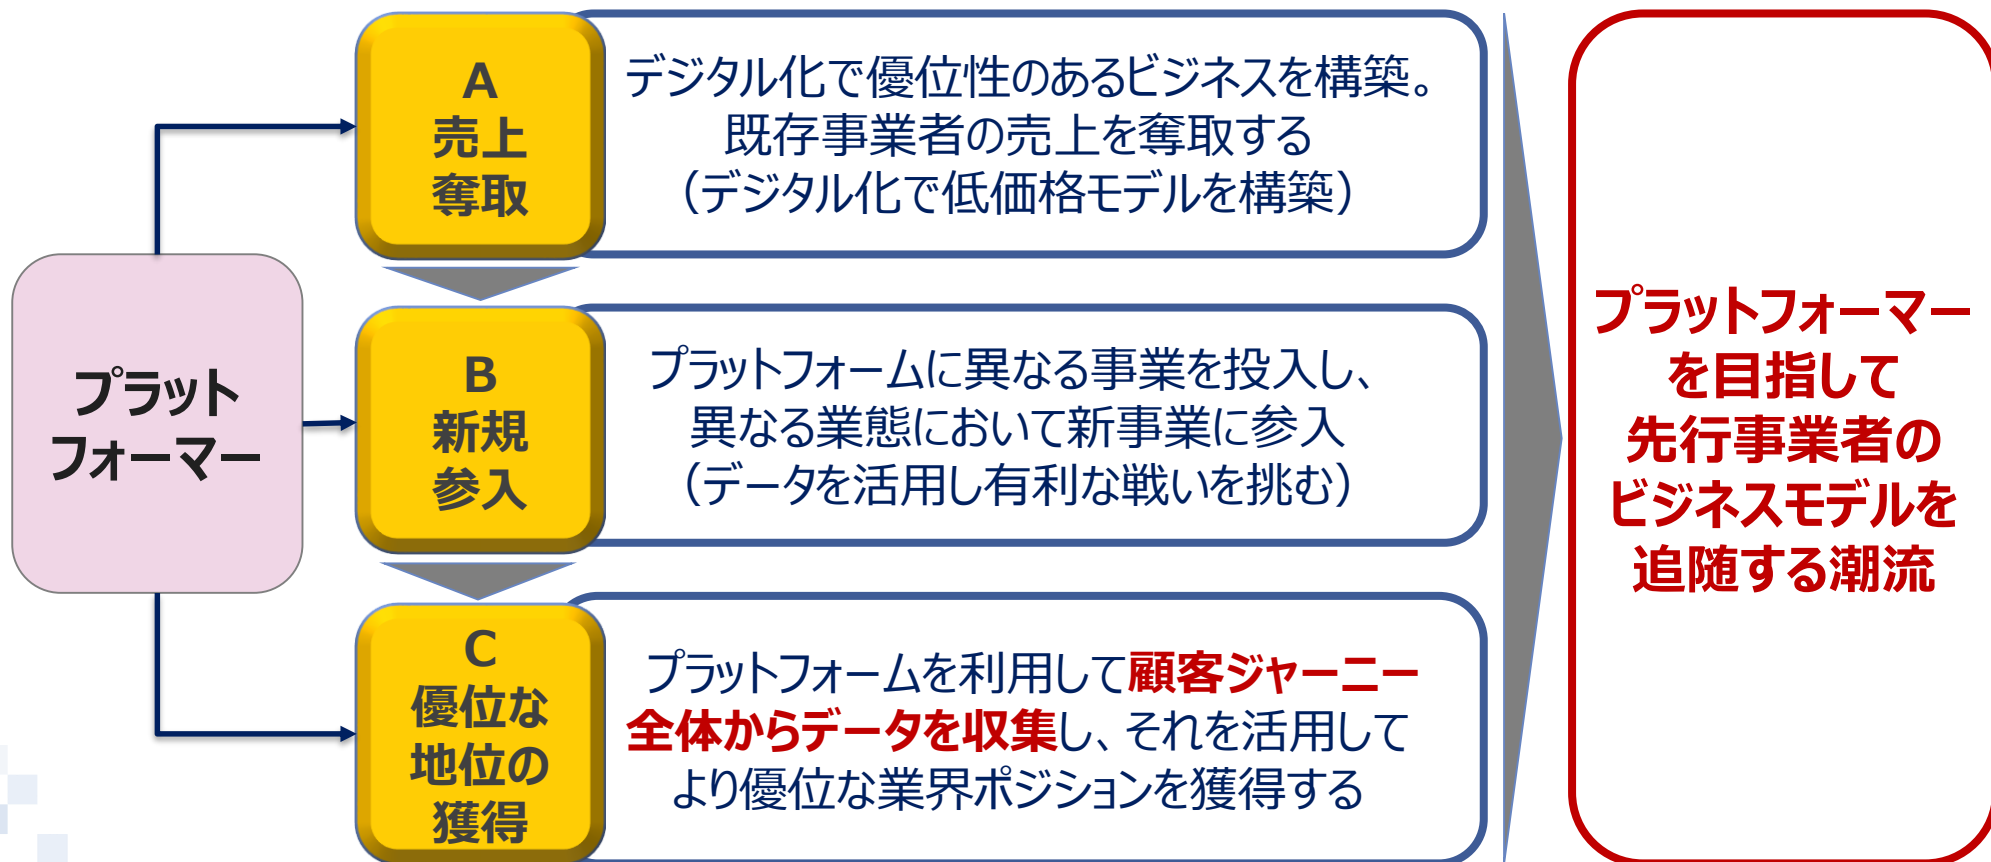 プラット
フォーマー
A
売上
奪取
デジタル化で優位性のあるビジネスを構築。
既存事業者の売上を奪取する
（デジタル化で低価格モデルを構築）
B
新規
参入
プラットフォームに異なる事業を投入し、
異なる業態において新事業に参入
（データを活用し有利な戦いを挑む）
C
優位な
地位の
獲得
プラットフォームを利用して顧客ジャーニー
全体からデータを収集し、それを活用して
より優位な業界ポジションを獲得する
プラットフォーマー
を目指して
先行事業者の
ビジネスモデルを
追随する潮流